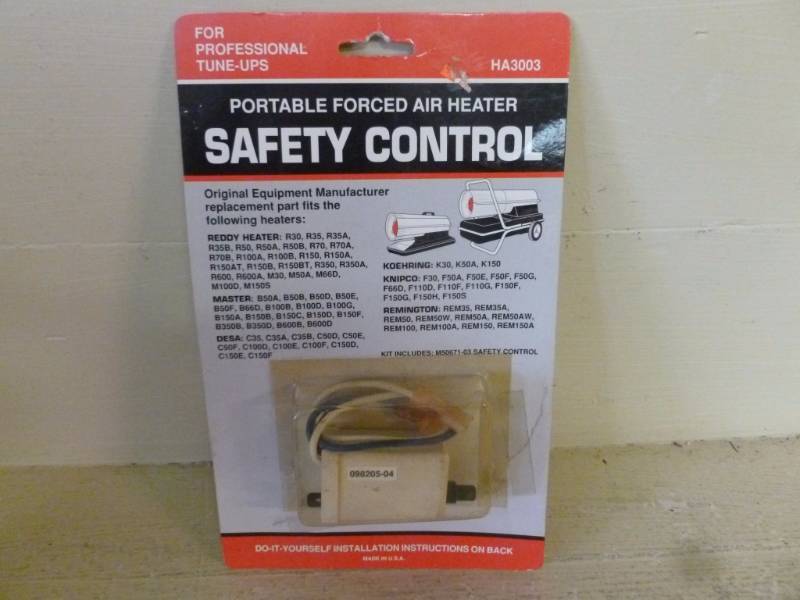 FOR
PROFESSIONAL
TUNE-UPS
HA3003
PORTABLE FORCED AIR HEATER
SAFETY CONTROL
Original Equipment Manufacturer
replacement part fits the
following heaters:
REDDY HEATER: R30, R35, R35A,
R35B, R50, R50A, R50B, R70, R70A,
R70B, R100A, R100B, R150, R150A,
R150AT, R150B, R150BT, R350, R350A,
R600, R600A, M30, M50A, M66D,
M100D, M150S
MASTER: B50A, B50B, B50D, B50E,
B50F, B66D, B100B, B100D, B100G,
B150A, B150B, B150C, B150D, B150F,
B350B, B350D, B600B, B600D
DESA: C35, C35A, C35B, C50D, C50E,
C50F, C100D, C100E, C100F, C150D,
C150E, C150F
KOEHRING: K30, K50A, K150
KNIPCO: F30, F50A, F50E, F50F, F50G,
F66D, F110D, F110F, F110G, F150F,
F150G, F150H, F150S
REMINGTON: REM35, REM35A,
REM50, REM50W, REM50A, REM50AW,
REM100, REM100A, REM150, REM150A
KIT INCLUDES: M50671-03 SAFETY CONTROL
098205-04
DO-IT-YOURSELF INSTALLATION INSTRUCTIONS ON BACK
MADE IN U.S.A.